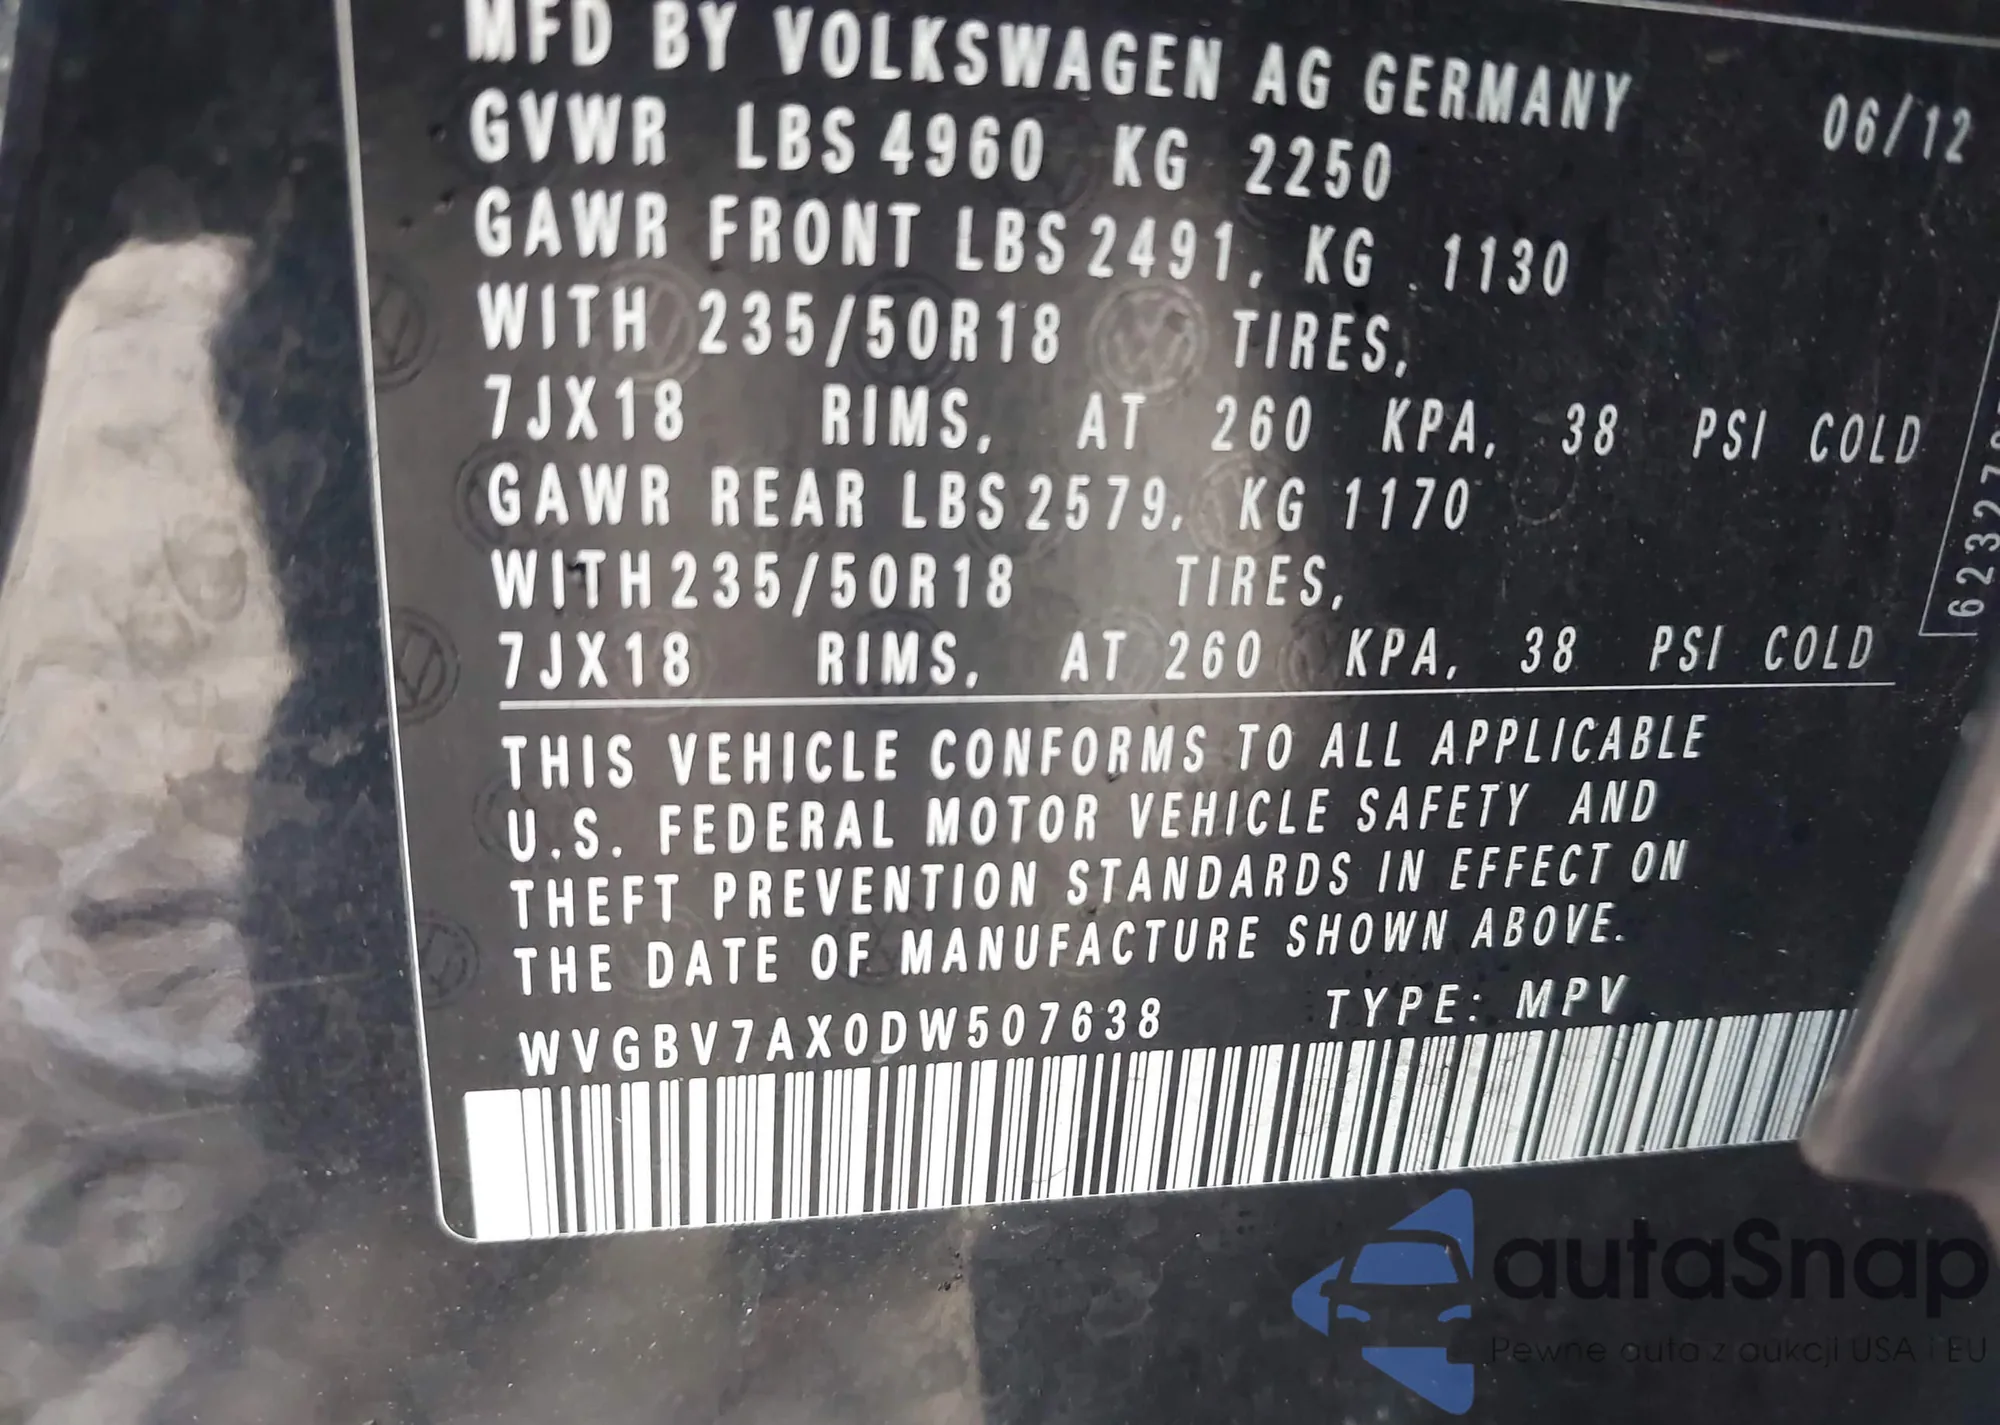 MFD BY VOLKSWAGEN AG GERMANY 06/12
GVWR LBS 4960 KG 2250
GAWR FRONT LBS 2491, KG 1130
WITH 235/50R18 TIRES,
7JX18 RIMS, AT 260 KPA, 38 PSI COLD
GAWR REAR LBS 2579, KG 1170
WITH235/50R18 TIRES,
7JX18 RIMS, AT 260 KPA, 38 PSI COLD
THIS VEHICLE CONFORMS TO ALL APPLICABLE
U.S. FEDERAL MOTOR VEHICLE SAFETY AND
THEFT PREVENTION STANDARDS IN EFFECT ON
THE DATE OF MANUFACTURE SHOWN ABOVE.
WVGBV7AX0DW507638 TYPE: MPV
autaSnap
Pewne auta z aukcji USA i EU